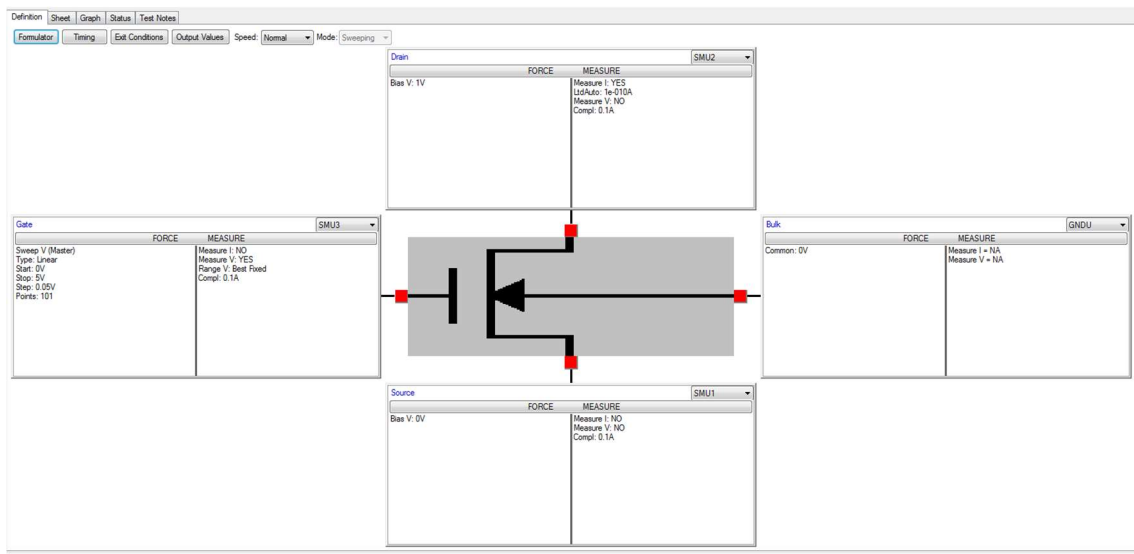 Definition Sheet Graph Status Test Notes
Formulator Timing Exit Conditions Output Values Speed: Normal Mode: Sweeping
Drain SMU2
FORCE MEASURE
Bias V: 1V
Measure I: YES
LtdAuto: 1e-010A
Measure V: NO
Compl: 0.1A
Gate SMU3
FORCE MEASURE
Sweep V (Master)
Type: Linear
Start: 0V
Stop: 5V
Step: 0.05V
Points: 101
Measure I: NO
Measure V: YES
Range V: Best Fixed
Compl: 0.1A
Bulk GNDU
FORCE MEASURE
Common: 0V
Measure I = NA
Measure V = NA
Source SMU1
FORCE MEASURE
Bias V: 0V
Measure I: NO
Measure V: NO
Compl: 0.1A